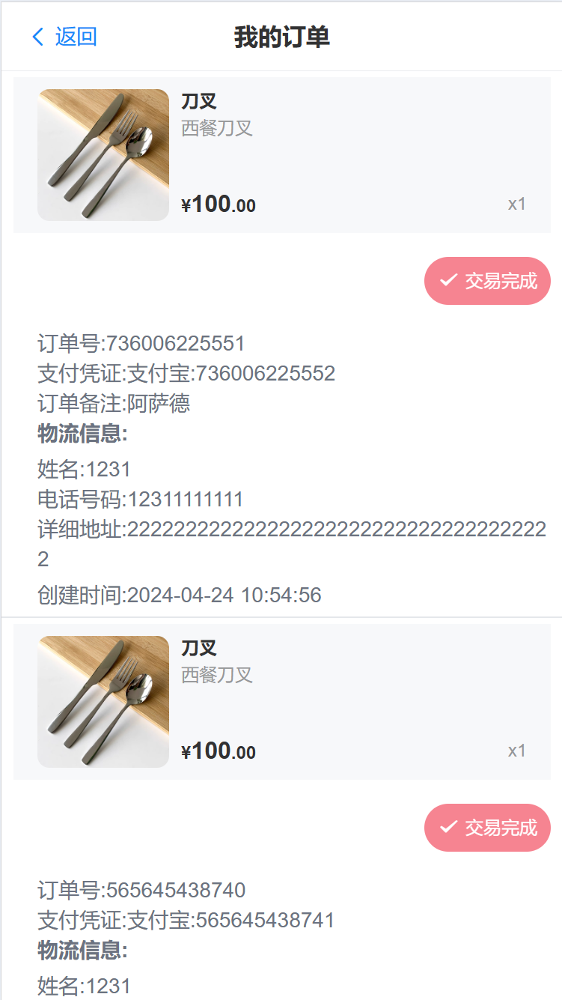 返回
我的订单
刀叉
西餐刀叉
¥100.00
x1
交易完成
订单号:736006225551
支付凭证:支付宝:736006225552
订单备注:阿萨德
物流信息:
姓名:1231
电话号码:12311111111
详细地址:222222222222222222222222222222222222
2
创建时间:2024-04-24 10:54:56
刀叉
西餐刀叉
¥100.00
x1
交易完成
订单号:565645438740
支付凭证:支付宝:565645438741
物流信息:
姓名:1231